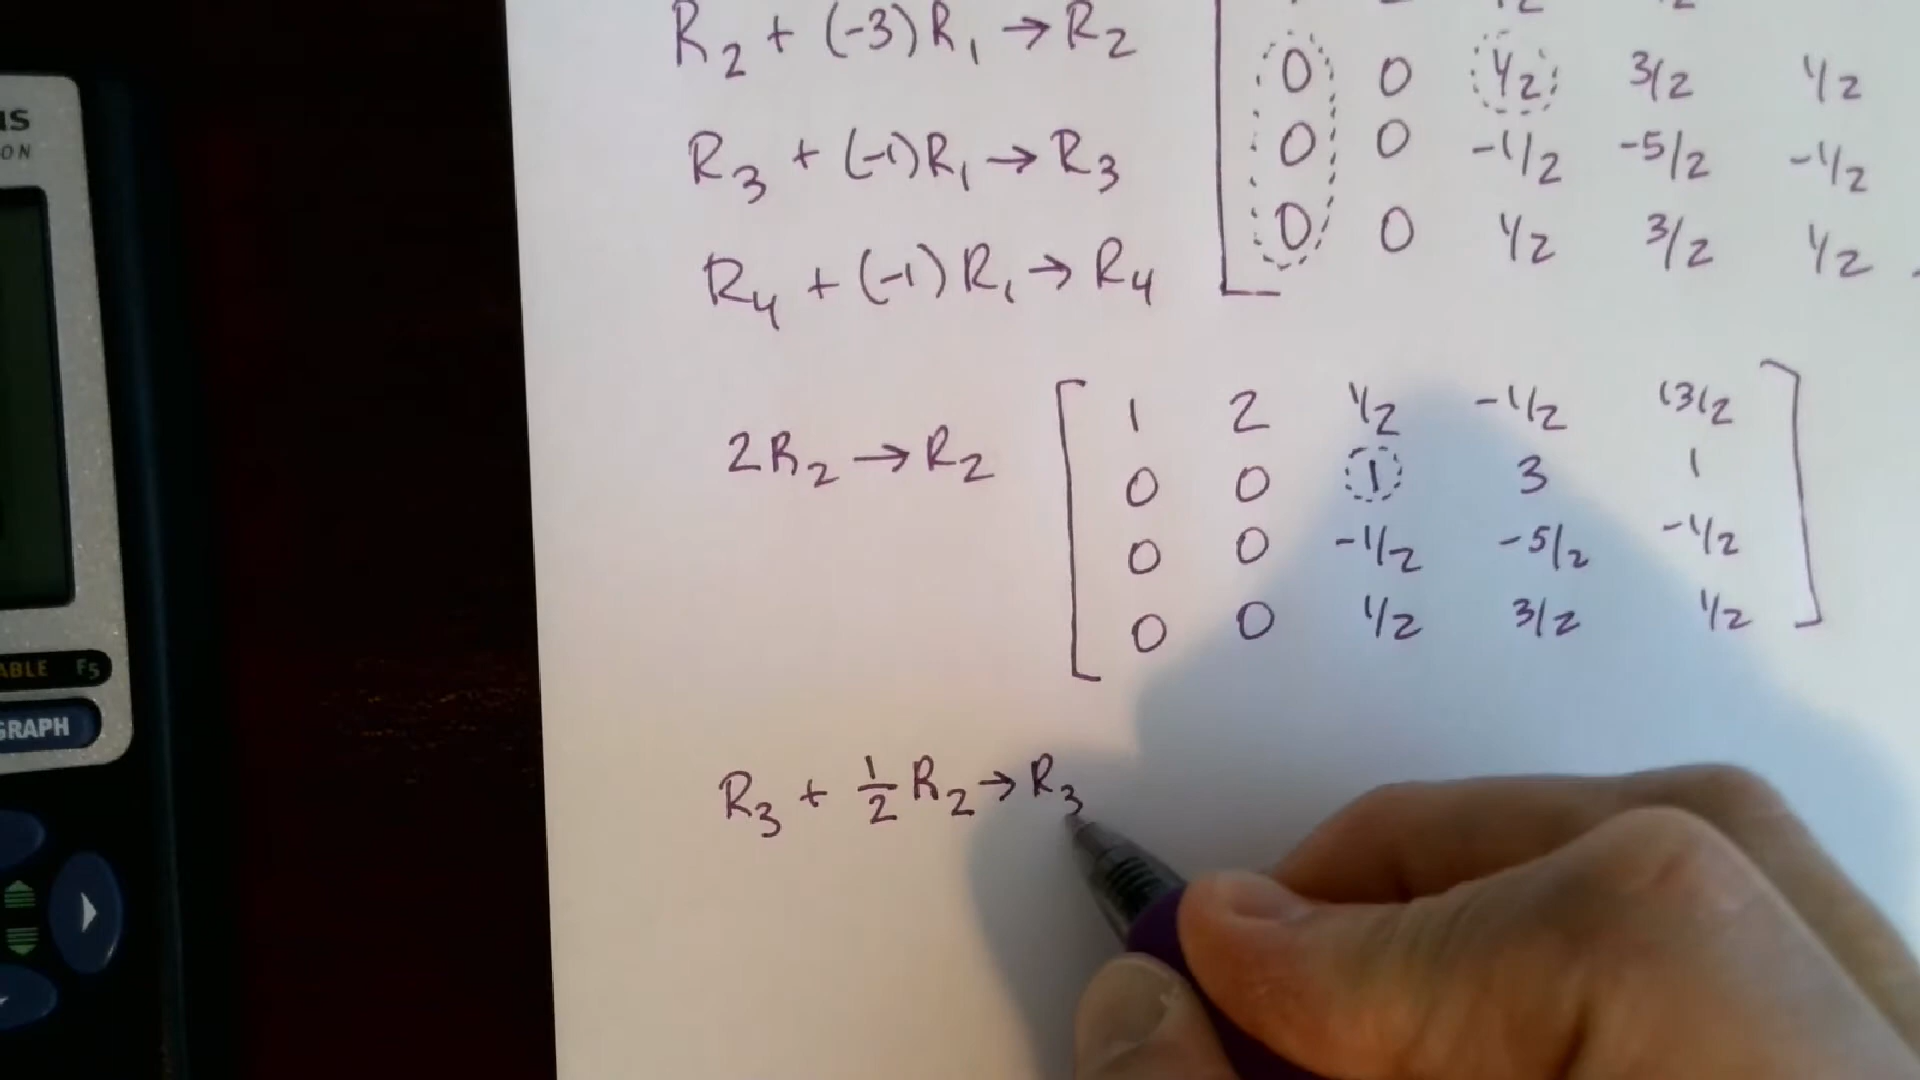 R₂ + (-3)R₁ → R₂
0 0 1/2 3/2 1/2
R₃ + (-1)R₁ → R₃
0 0 -1/2 -5/2 -1/2
R₄ + (-1)R₁ → R₄
0 0 1/2 3/2 1/2
2R₂ → R₂
1 2 1/2 -1/2 13/2
0 0 1 3 1
0 0 -1/2 -5/2 -1/2
0 0 1/2 3/2 1/2
R₃ + 1/2 R₂ → R₃
F5
GRAPH